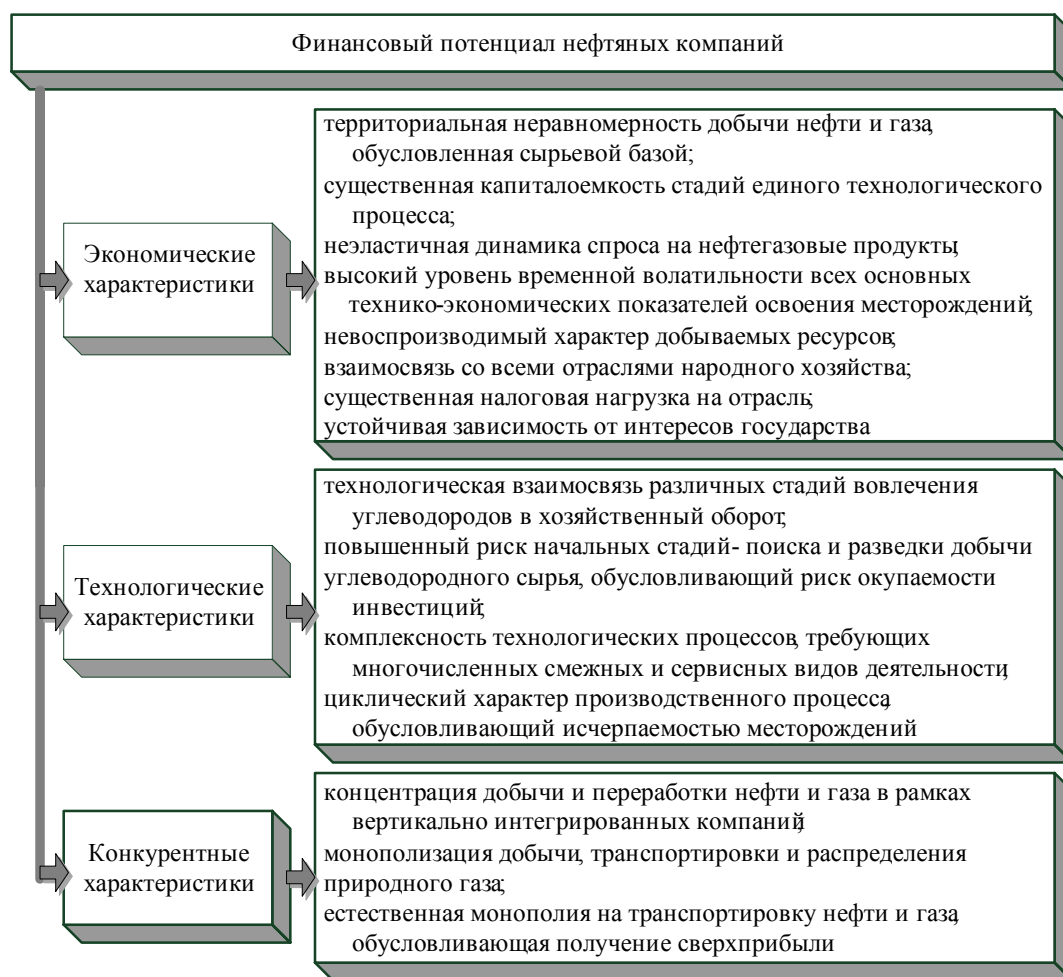 Финансовый потенциал нефтяных компаний
Экономические
характеристики
территориальная неравномерность добычи нефти и газа,
обусловленная сырьевой базой;
существенная капиталоемкость стадий единого технологического
процесса;
неэластичная динамика спроса на нефтегазовые продукты;
высокий уровень временной волатильности всех основных
технико-экономических показателей освоения месторождений;
невоспроизводимый характер добываемых ресурсов;
взаимосвязь со всеми отраслями народного хозяйства;
существенная налоговая нагрузка на отрасль;
устойчивая зависимость от интересов государства
Технологические
характеристики
технологическая взаимосвязь различных стадий вовлечения
углеводородов в хозяйственный оборот;
повышенный риск начальных стадий- поиска и разведки добычи
углеводородного сырья, обусловливающий риск окупаемости
инвестиций;
комплексность технологических процессов, требующих
многочисленных смежных и сервисных видов деятельности;
циклический характер производственного процесса,
обусловливающий исчерпаемостью месторождений
Конкурентные
характеристики
концентрация добычи и переработки нефти и газа в рамках
вертикально интегрированных компаний;
монополизация добычи, транспортировки и распределения
природного газа;
естественная монополия на транспортировку нефти и газа,
обусловливающая получение сверхприбыли